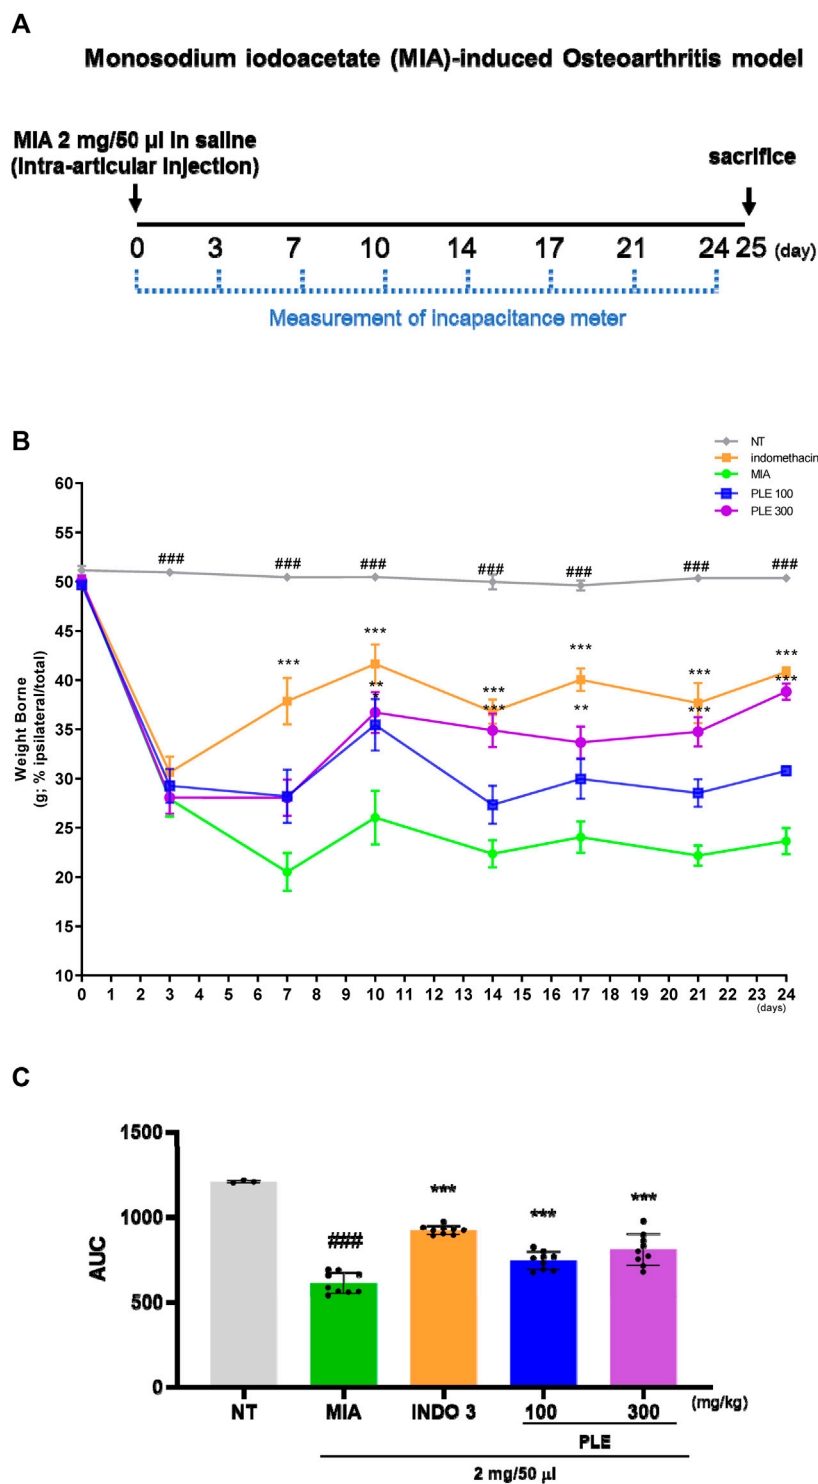 A
Monosodium iodoacetate (MIA)-induced Osteoarthritis model
MIA 2 mg/50 µl in saline
(intra-articular injection)
sacrifice
0 3 7 10 14 17 21 24 25 (day)
Measurement of incapacitance meter
B
NT
indomethacin
MIA
PLE 100
PLE 300
Weight Borne
(g; % ipsilateral/total)
60
55
50
45
40
35
30
25
20
15
10
### ### ### ### ### ### ###
*** *** *** *** *** ***
** *** ** *** ***
*
0 1 2 3 4 5 6 7 8 9 10 11 12 13 14 15 16 17 18 19 20 21 22 23 24
(days)
C
AUC
1500
1000
500
0
###
***
***
***
NT MIA INDO 3 100 300 (mg/kg)
PLE
2 mg/50 µl